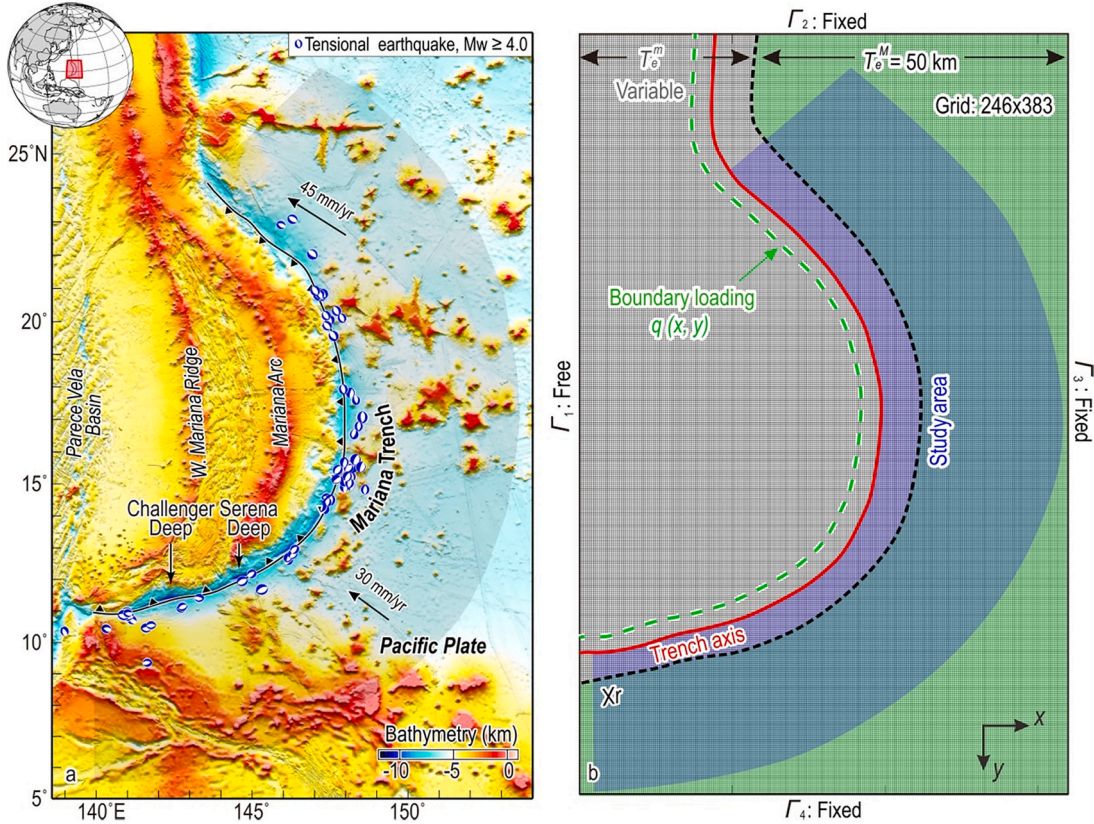 Tensional earthquake, Mw ≥ 4.0
25°N
20°
15°
10°
5°
140°E
145°
150°
45 mm/yr
30 mm/yr
Parece Vela
Basin
W. Mariana Ridge
Mariana Arc
Mariana Trench
Challenger
Deep
Serena
Deep
Pacific Plate
Bathymetry (km)
-10
-5
0
a
Γ₂: Fixed
Tₑᵐ
Variable
Tₑᴹ = 50 km
Grid: 246x383
Boundary loading
q (x, y)
Γ₁: Free
Study area
Γ₃: Fixed
Trench axis
Xr
x
y
b
Γ₄: Fixed